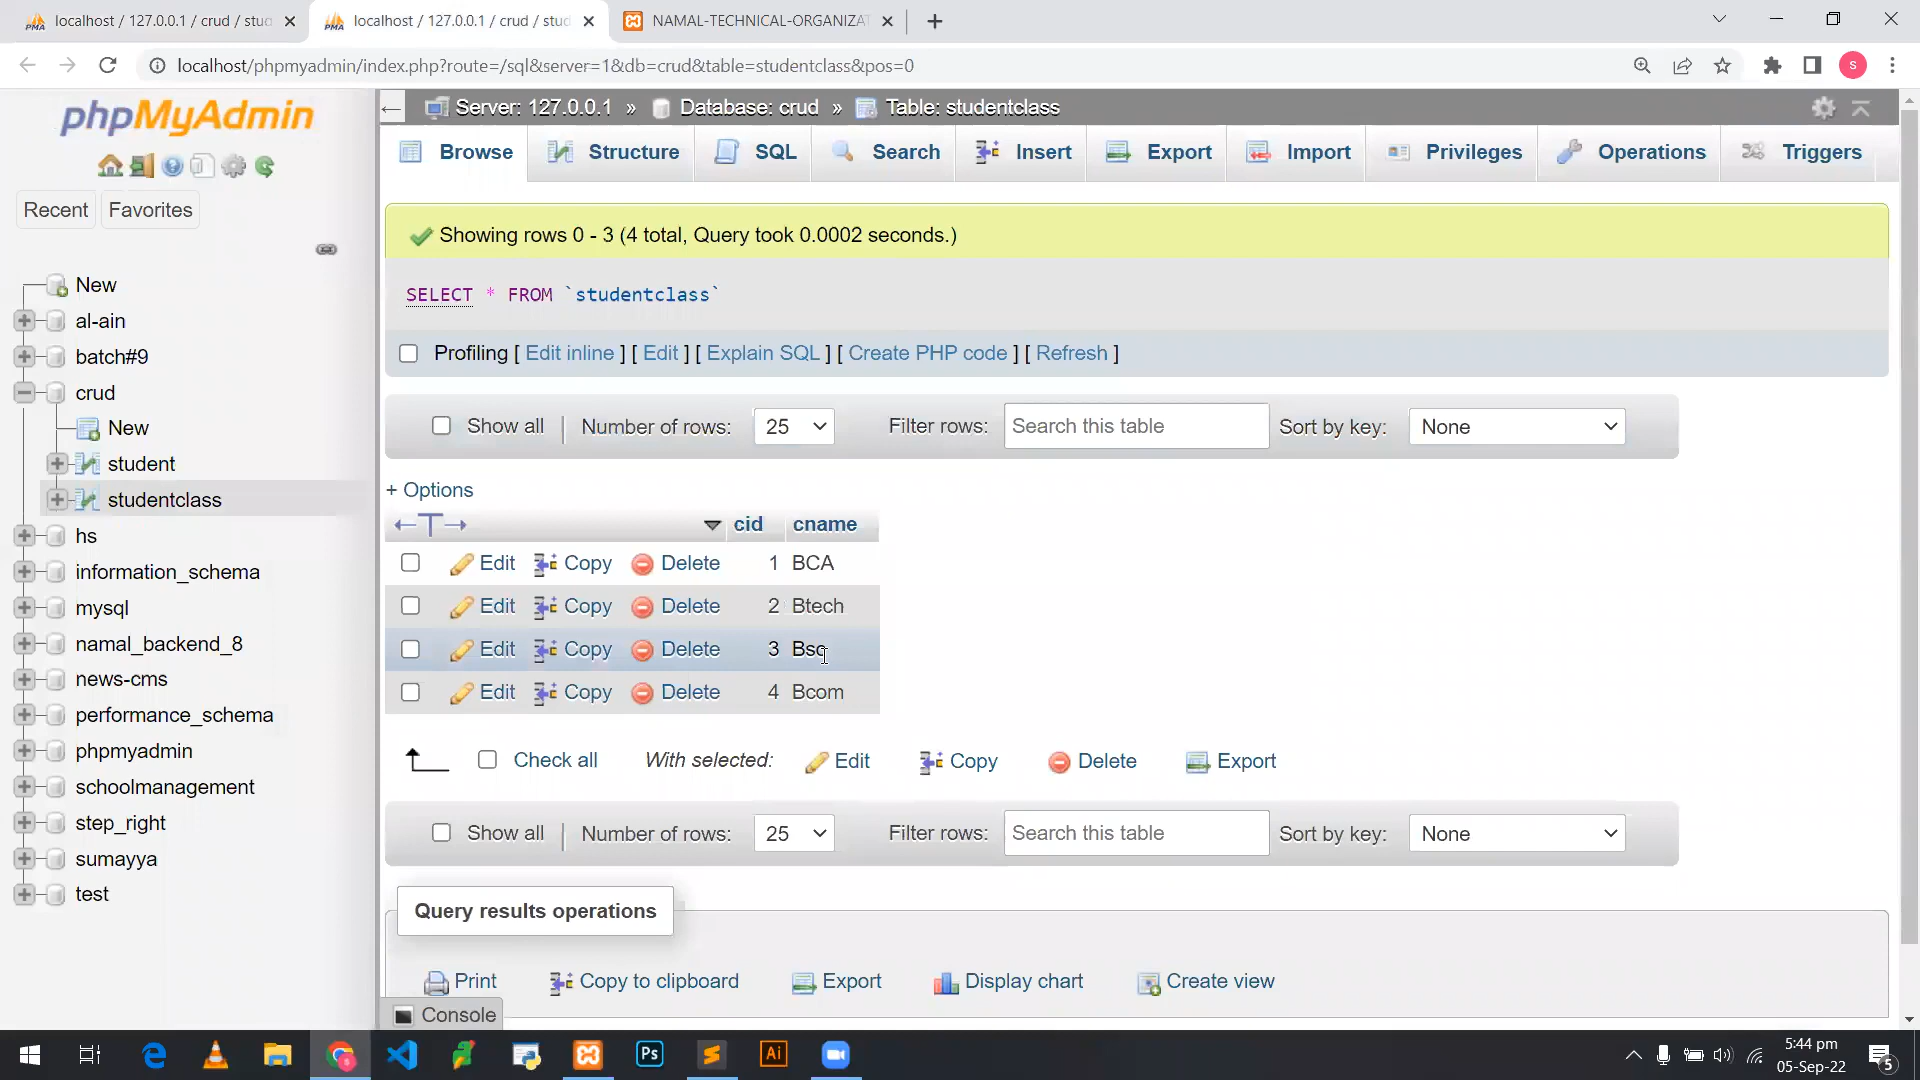 localhost / 127.0.0.1 / crud / stud
localhost / 127.0.0.1 / crud / stud
NAMAL-TECHNICAL-ORGANIZAT
localhost/phpmyadmin/index.php?route=/sql&server=1&db=crud&table=studentclass&pos=0
s
phpMyAdmin
Recent
Favorites
New
al-ain
batch#9
crud
New
student
studentclass
hs
information_schema
mysql
namal_backend_8
news-cms
performance_schema
phpmyadmin
schoolmanagement
step_right
sumayya
test
Server: 127.0.0.1 » Database: crud » Table: studentclass
Browse Structure SQL Search Insert Export Import Privileges Operations Triggers
Showing rows 0 - 3 (4 total, Query took 0.0002 seconds.)
SELECT * FROM `studentclass`
Profiling [ Edit inline ] [ Edit ] [ Explain SQL ] [ Create PHP code ] [ Refresh ]
Show all Number of rows: 25 Filter rows: Search this table Sort by key: None
+ Options
cid cname
Edit Copy Delete 1 BCA
Edit Copy Delete 2 Btech
Edit Copy Delete 3 Bsc
Edit Copy Delete 4 Bcom
Check all With selected: Edit Copy Delete Export
Show all Number of rows: 25 Filter rows: Search this table Sort by key: None
Query results operations
Print Copy to clipboard Export Display chart Create view
Console
Ps
Ai
5:44 pm
05-Sep-22
5